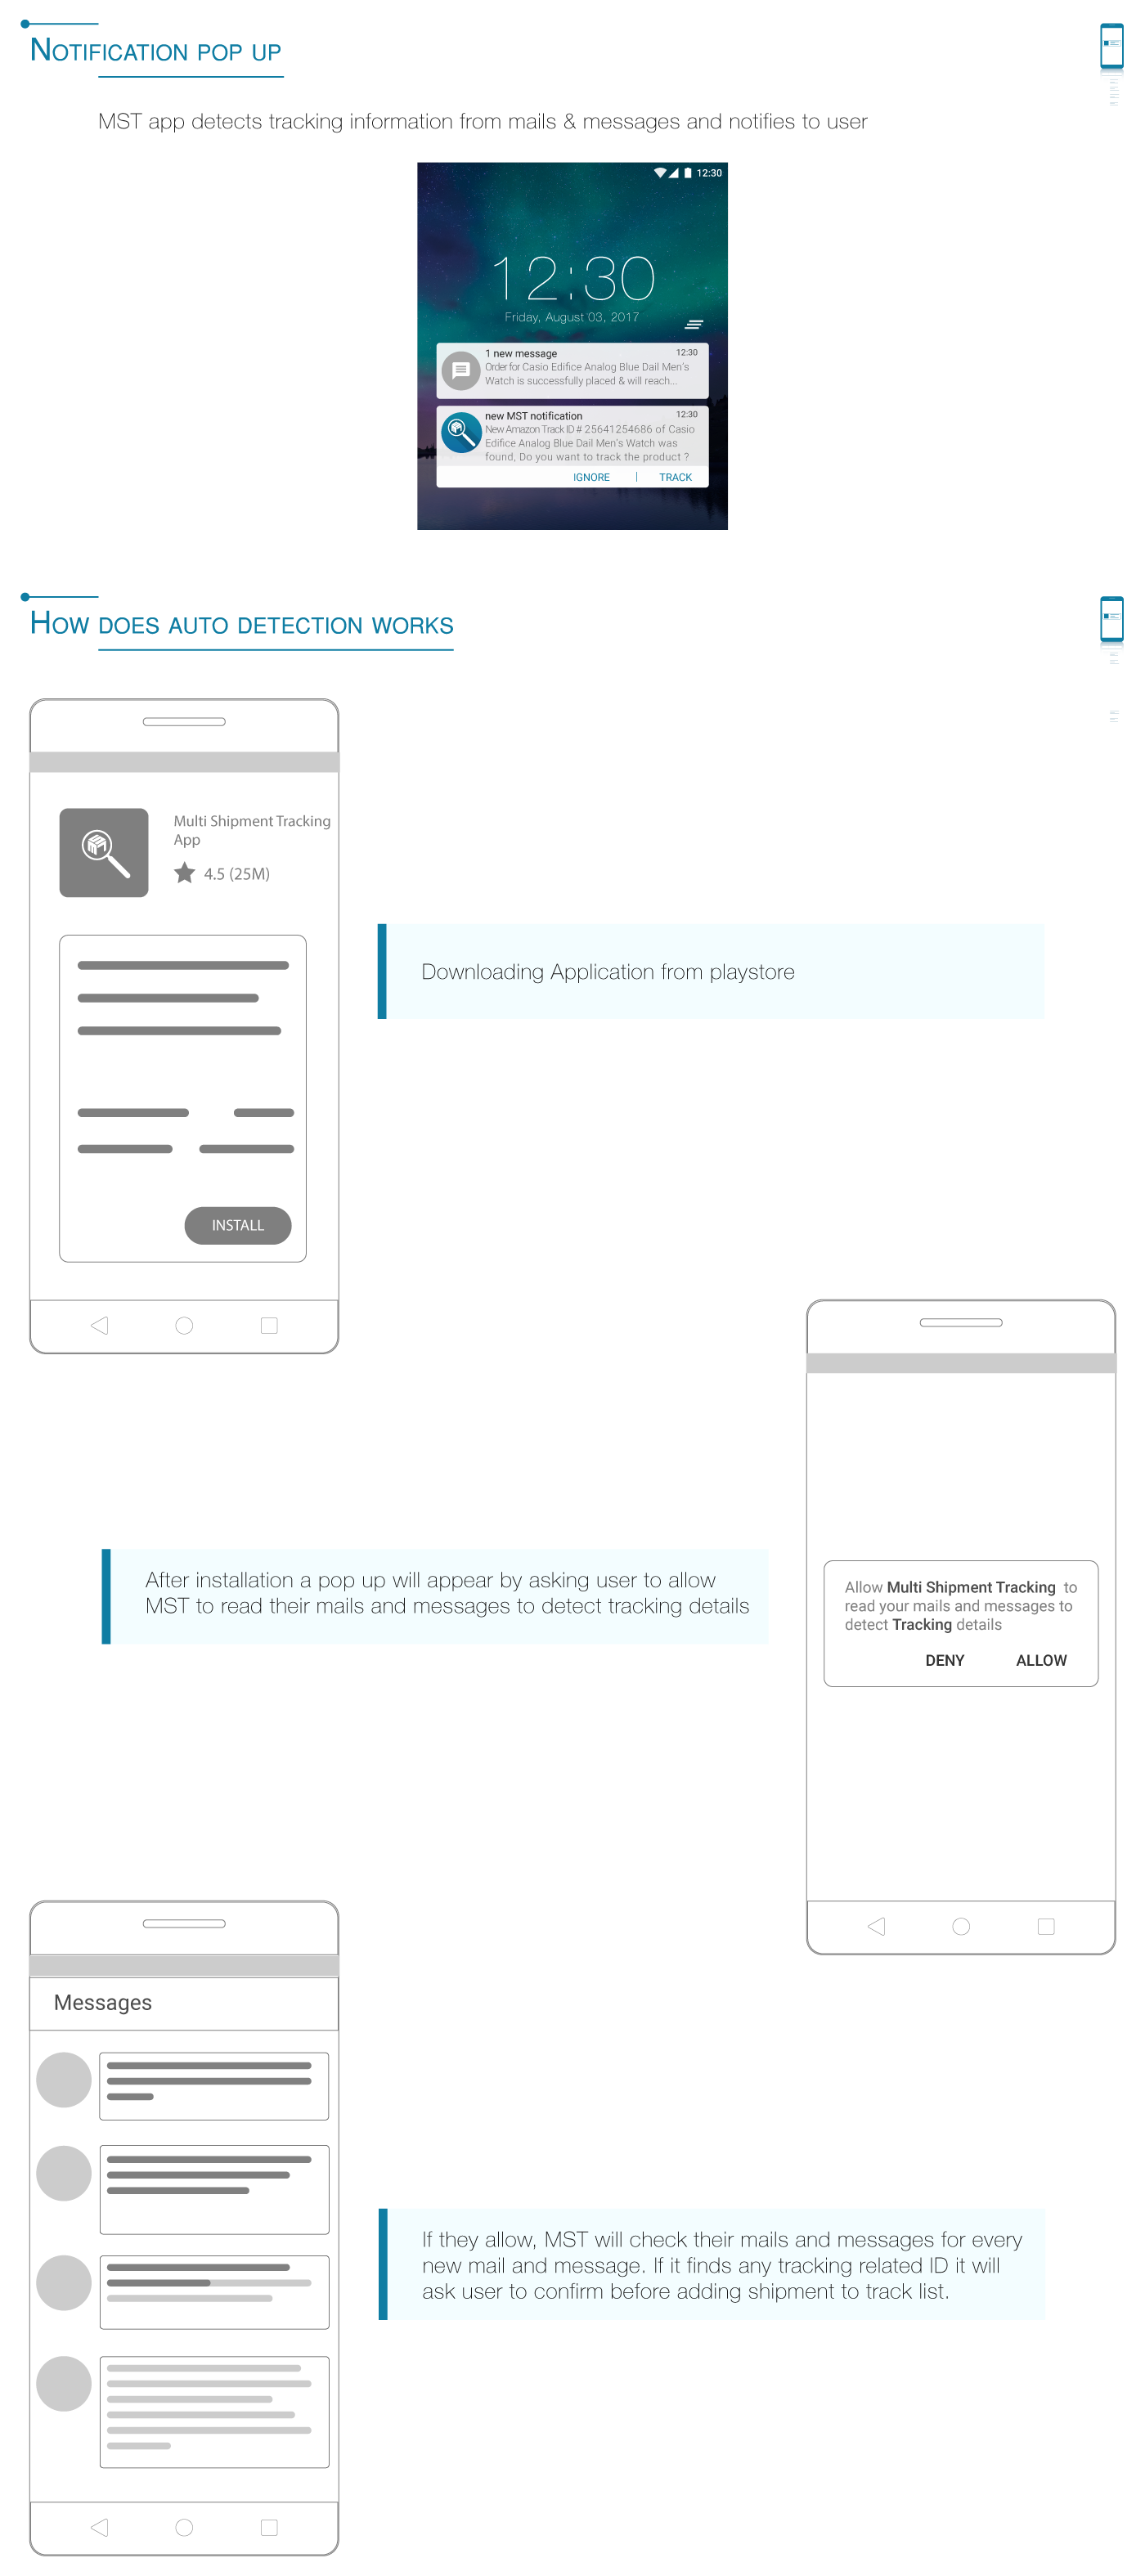 NOTIFICATION POP UP
MST app detects tracking information from mails & messages and notifies to user
12:30
12:30
Friday, August 03, 2017
1 new message 12:30
Order for Casio Edifice Analog Blue Dail Men's
Watch is successfully placed & will reach...
new MST notification 12:30
New Amazon Track ID # 25641254686 of Casio
Edifice Analog Blue Dail Men's Watch was
found, Do you want to track the product ?
IGNORE | TRACK
HOW DOES AUTO DETECTION WORKS
Multi Shipment Tracking
App
4.5 (25M)
Downloading Application from playstore
INSTALL
After installation a pop up will appear by asking user to allow
MST to read their mails and messages to detect tracking details
Allow Multi Shipment Tracking to
read your mails and messages to
detect Tracking details
DENY ALLOW
Messages
If they allow, MST will check their mails and messages for every
new mail and message. If it finds any tracking related ID it will
ask user to confirm before adding shipment to track list.